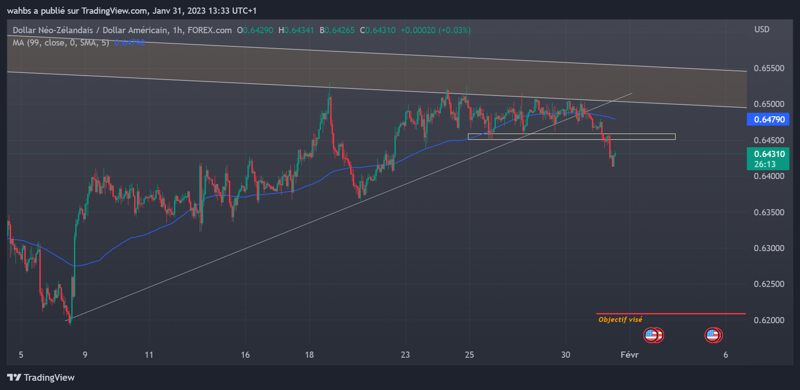 wahbs a publié sur TradingView.com, Janv 31, 2023 13:33 UTC+1
Dollar Néo-Zélandais / Dollar Américain, 1h, FOREX.com O0.64290 H0.64341 B0.64265 C0.64310 +0.00020 (+0.03%)
USD
MA (99, close, 0, SMA, 5) 0.64790
0.65500
0.65000
0.64790
0.64500
0.64310
26:13
0.64000
0.63500
0.63000
0.62500
0.62000
Objectif visé
5 9 11 16 18 23 25 30 Févr 6
TradingView